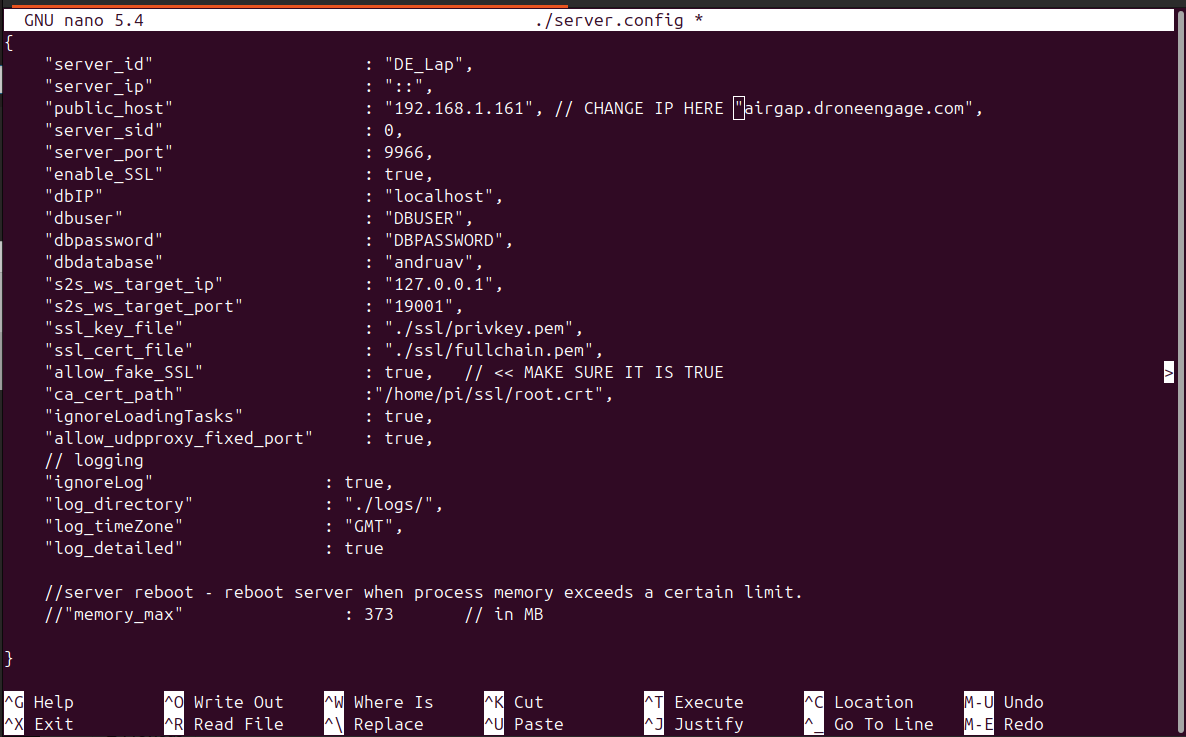 GNU nano 5.4 ./server.config *
{
"server_id" : "DE_Lap",
"server_ip" : "::",
"public_host" : "192.168.1.161", // CHANGE IP HERE "airgap.droneengage.com",
"server_sid" : 0,
"server_port" : 9966,
"enable_SSL" : true,
"dbIP" : "localhost",
"dbuser" : "DBUSER",
"dbpassword" : "DBPASSWORD",
"dbdatabase" : "andruav",
"s2s_ws_target_ip" : "127.0.0.1",
"s2s_ws_target_port" : "19001",
"ssl_key_file" : "./ssl/privkey.pem",
"ssl_cert_file" : "./ssl/fullchain.pem",
"allow_fake_SSL" : true, // << MAKE SURE IT IS TRUE >
"ca_cert_path" :"/home/pi/ssl/root.crt",
"ignoreLoadingTasks" : true,
"allow_udpproxy_fixed_port" : true,
// logging
"ignoreLog" : true,
"log_directory" : "./logs/",
"log_timeZone" : "GMT",
"log_detailed" : true
//server reboot - reboot server when process memory exceeds a certain limit.
//"memory_max" : 373 // in MB
}
^G Help ^O Write Out ^W Where Is ^K Cut ^T Execute ^C Location M-U Undo
^X Exit ^R Read File ^\ Replace ^U Paste ^J Justify ^_ Go To Line M-E Redo